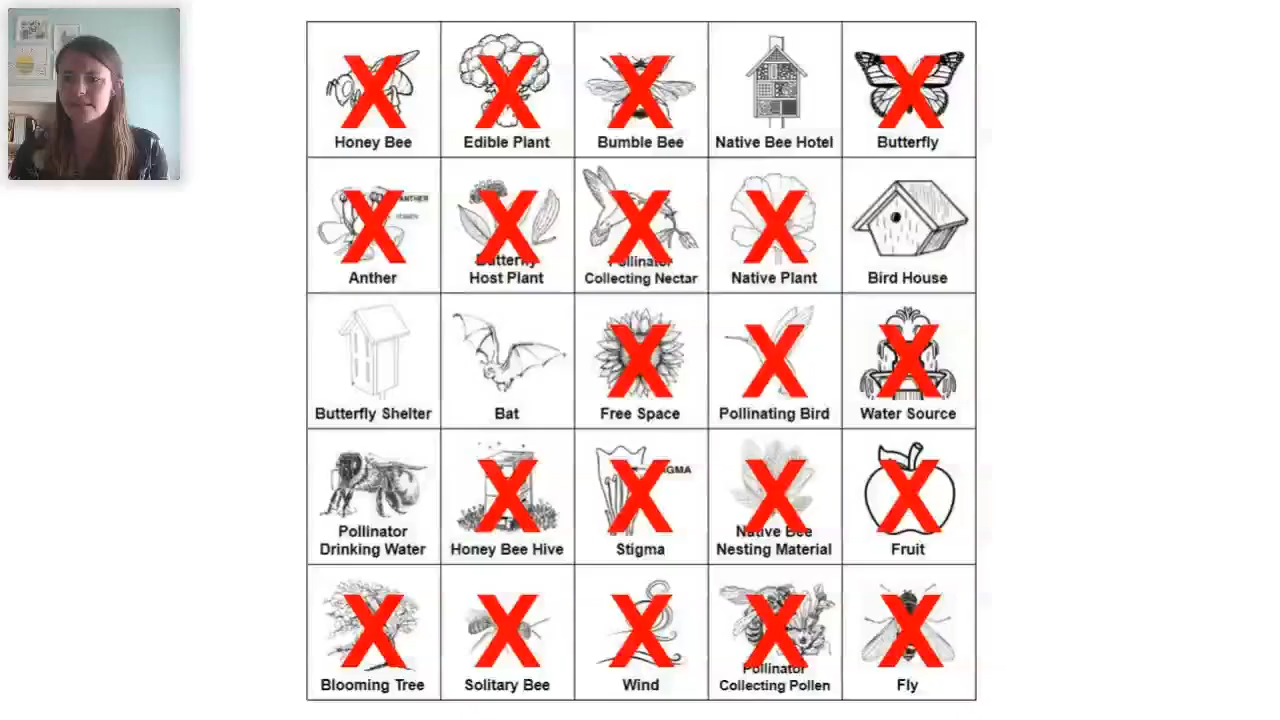 Honey Bee
Edible Plant
Bumble Bee
Native Bee Hotel
Butterfly
ANTHER
Anther
Butterfly
Host Plant
Pollinator
Collecting Nectar
Native Plant
Bird House
Butterfly Shelter
Bat
Free Space
Pollinating Bird
Water Source
Pollinator
Drinking Water
Honey Bee Hive
GMA
Stigma
Native Bee
Nesting Material
Fruit
Blooming Tree
Solitary Bee
Wind
Pollinator
Collecting Pollen
Fly